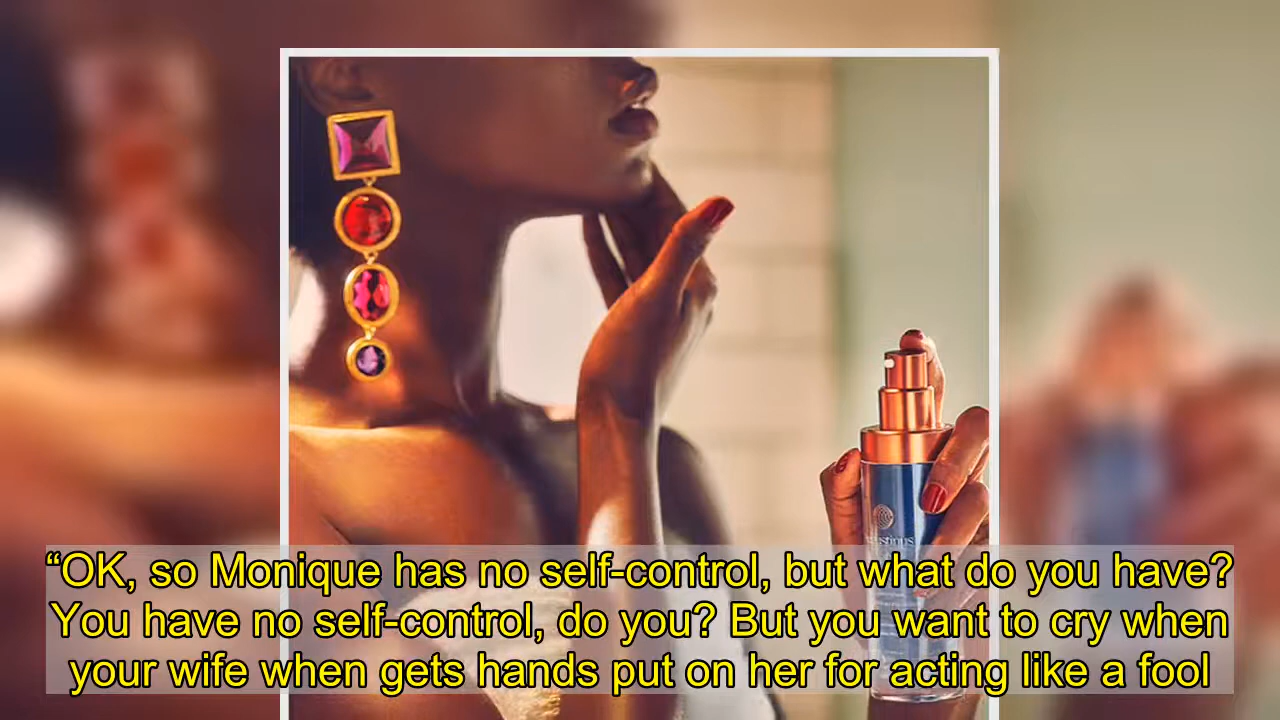 “OK, so Monique has no self-control, but what do you have?
You have no self-control, do you? But you want to cry when
your wife when gets hands put on her for acting like a fool